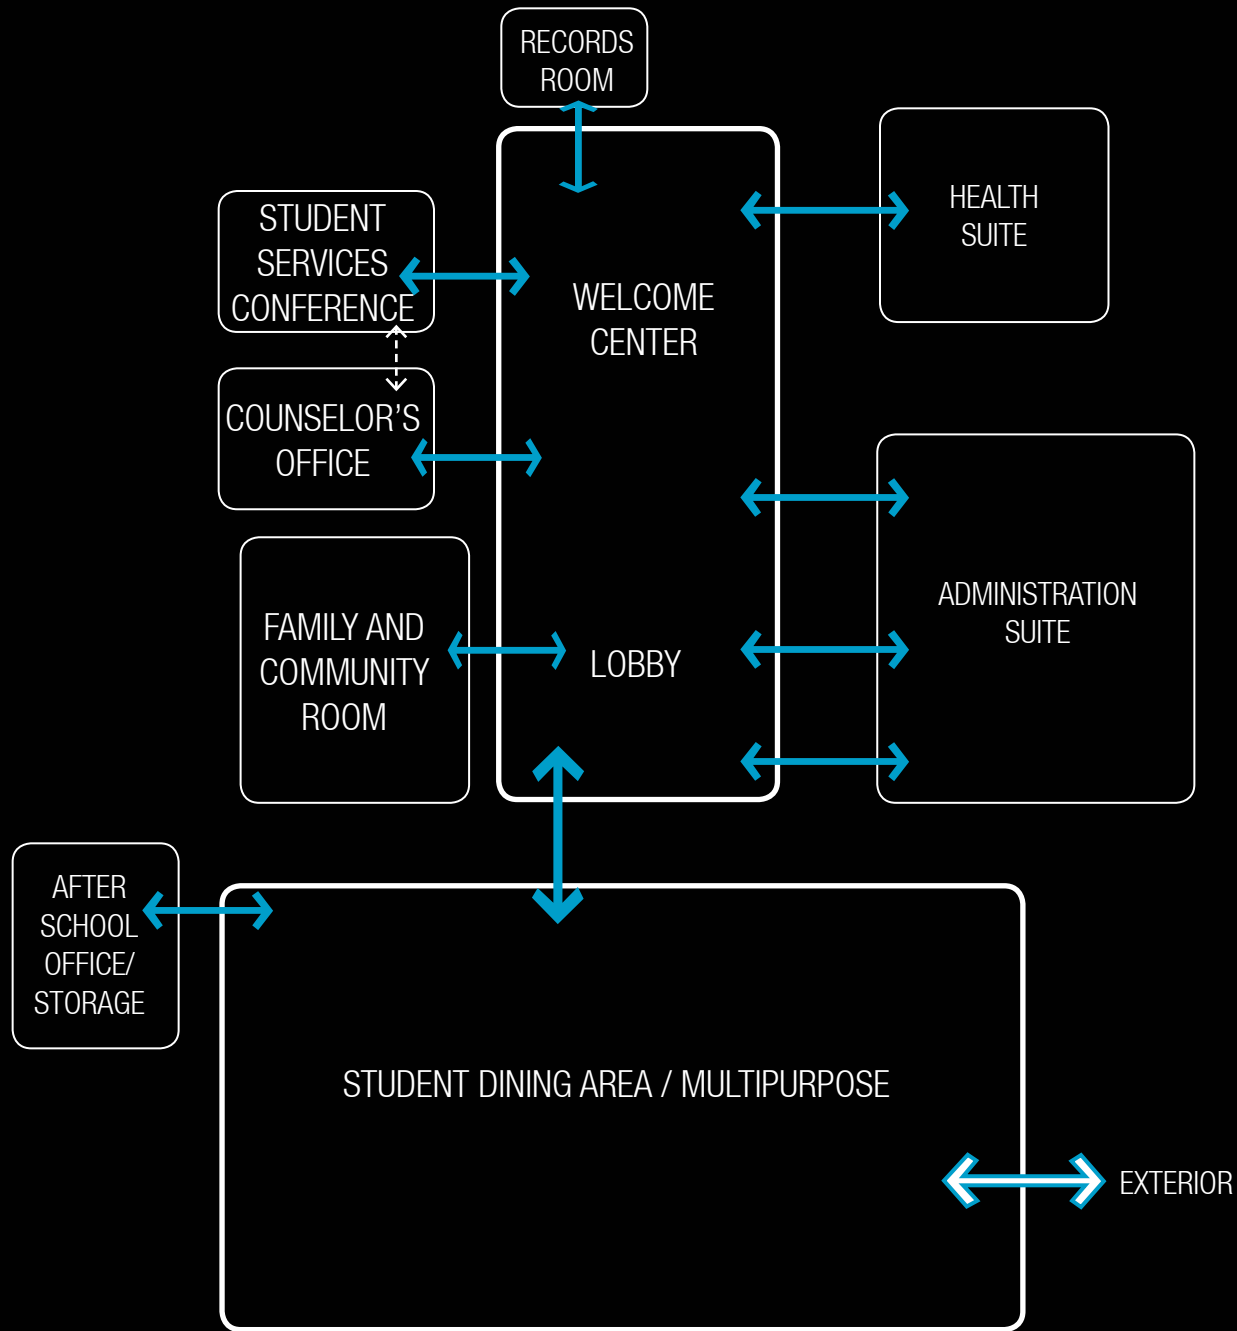 RECORDS
ROOM
HEALTH
SUITE
STUDENT
SERVICES
CONFERENCE
WELCOME
CENTER
COUNSELOR'S
OFFICE
ADMINISTRATION
SUITE
FAMILY AND
COMMUNITY
ROOM
LOBBY
AFTER
SCHOOL
OFFICE/
STORAGE
STUDENT DINING AREA / MULTIPURPOSE
EXTERIOR